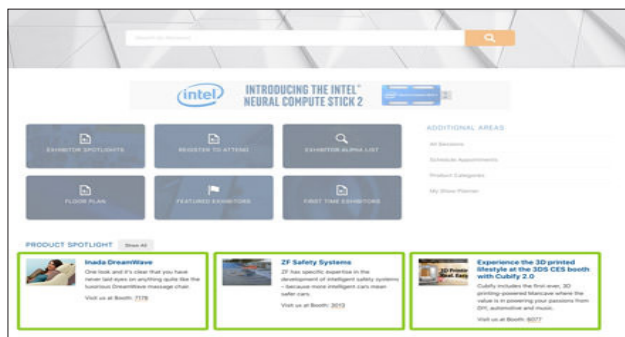 intel
INTRODUCING THE INTEL®
NEURAL COMPUTE STICK 2
EXHIBITOR SPOTLIGHTS
REGISTER TO ATTEND
EXHIBITOR ALPHA LIST
FLOOR PLAN
FEATURED EXHIBITORS
FIRST TIME EXHIBITORS
ADDITIONAL AREAS
All Sessions
Schedule Appointments
Product Categories
My Show Planner
PRODUCT SPOTLIGHT
Show All
Inada DreamWave
One look and it's clear that you have
never laid eyes on anything quite like the
luxurious DreamWave massage chair.
Visit us at Booth: 7178
ZF Safety Systems
ZF has specific expertise in the
development of intelligent safety systems
– because more intelligent cars mean
safer cars.
Visit us at Booth: 3013
Experience the 3D printed
lifestyle at the 3DS CES booth
with Cubify 2.0
Cubify includes the first-ever, 3D
printing-powered Mancave where the
value is in powering your passions from
DIY, automotive and music.
Visit us at Booth: 6077